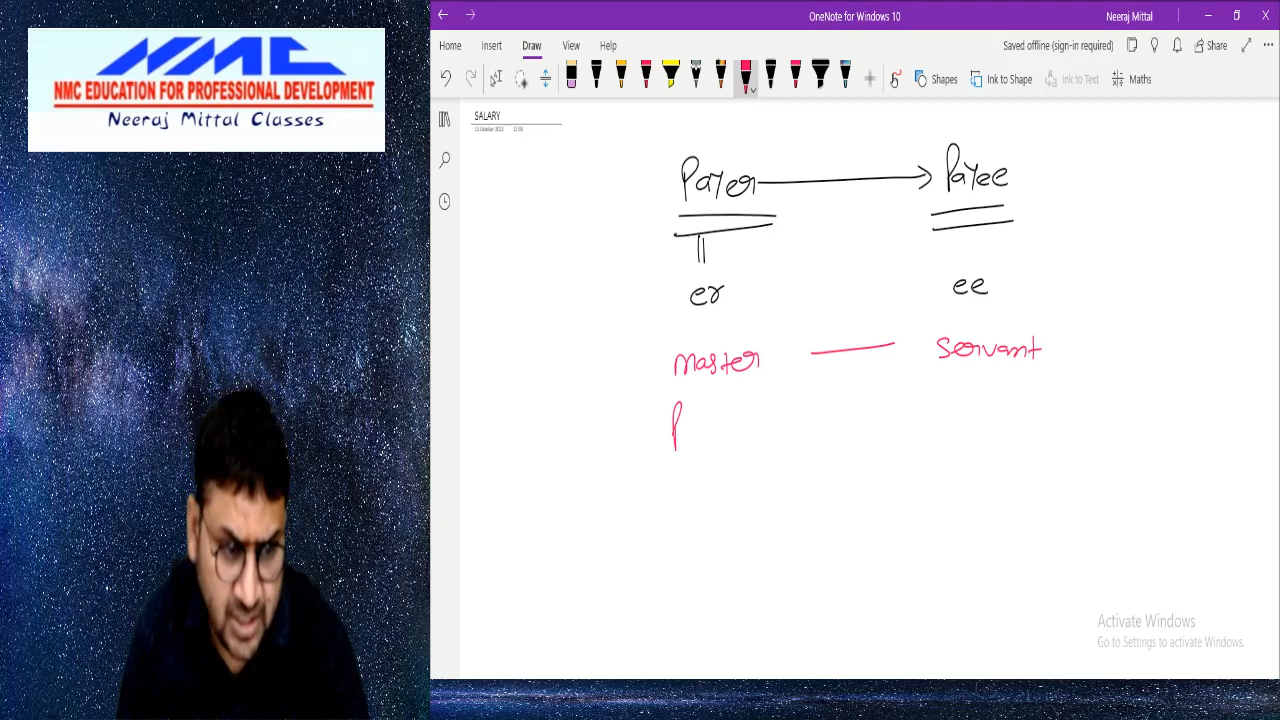 NMC
NMC EDUCATION FOR PROFESSIONAL DEVELOPMENT
Neeraj Mittal Classes
OneNote for Windows 10
Neeraj Mittal
Home Insert Draw View Help
Saved offline (sign-in required)
Share
Shapes Ink to Shape Ink to Text Maths
SALARY
Payer Payee
er ee
Master Servant
P
Activate Windows
Go to Settings to activate Windows.